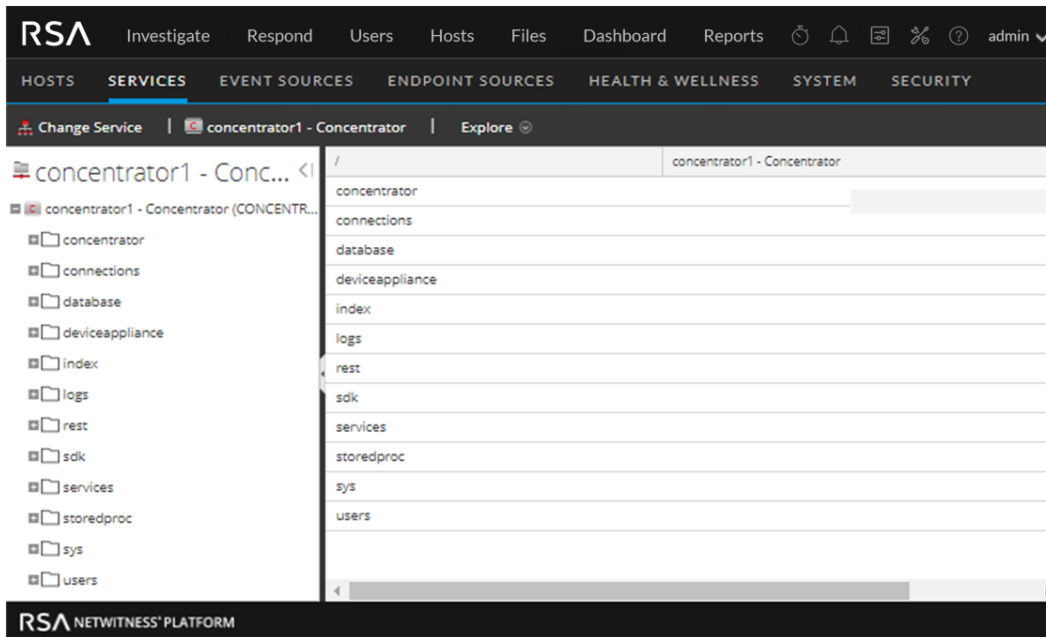 RSA Investigate Respond Users Hosts Files Dashboard Reports admin
HOSTS SERVICES EVENT SOURCES ENDPOINT SOURCES HEALTH & WELLNESS SYSTEM SECURITY
Change Service | concentrator1 - Concentrator | Explore
concentrator1 - Conc...
concentrator1 - Concentrator (CONCENTR...
concentrator
connections
database
deviceappliance
index
logs
rest
sdk
services
storedproc
sys
users
/ concentrator1 - Concentrator
concentrator
connections
database
deviceappliance
index
logs
rest
sdk
services
storedproc
sys
users
RSA NETWITNESS® PLATFORM